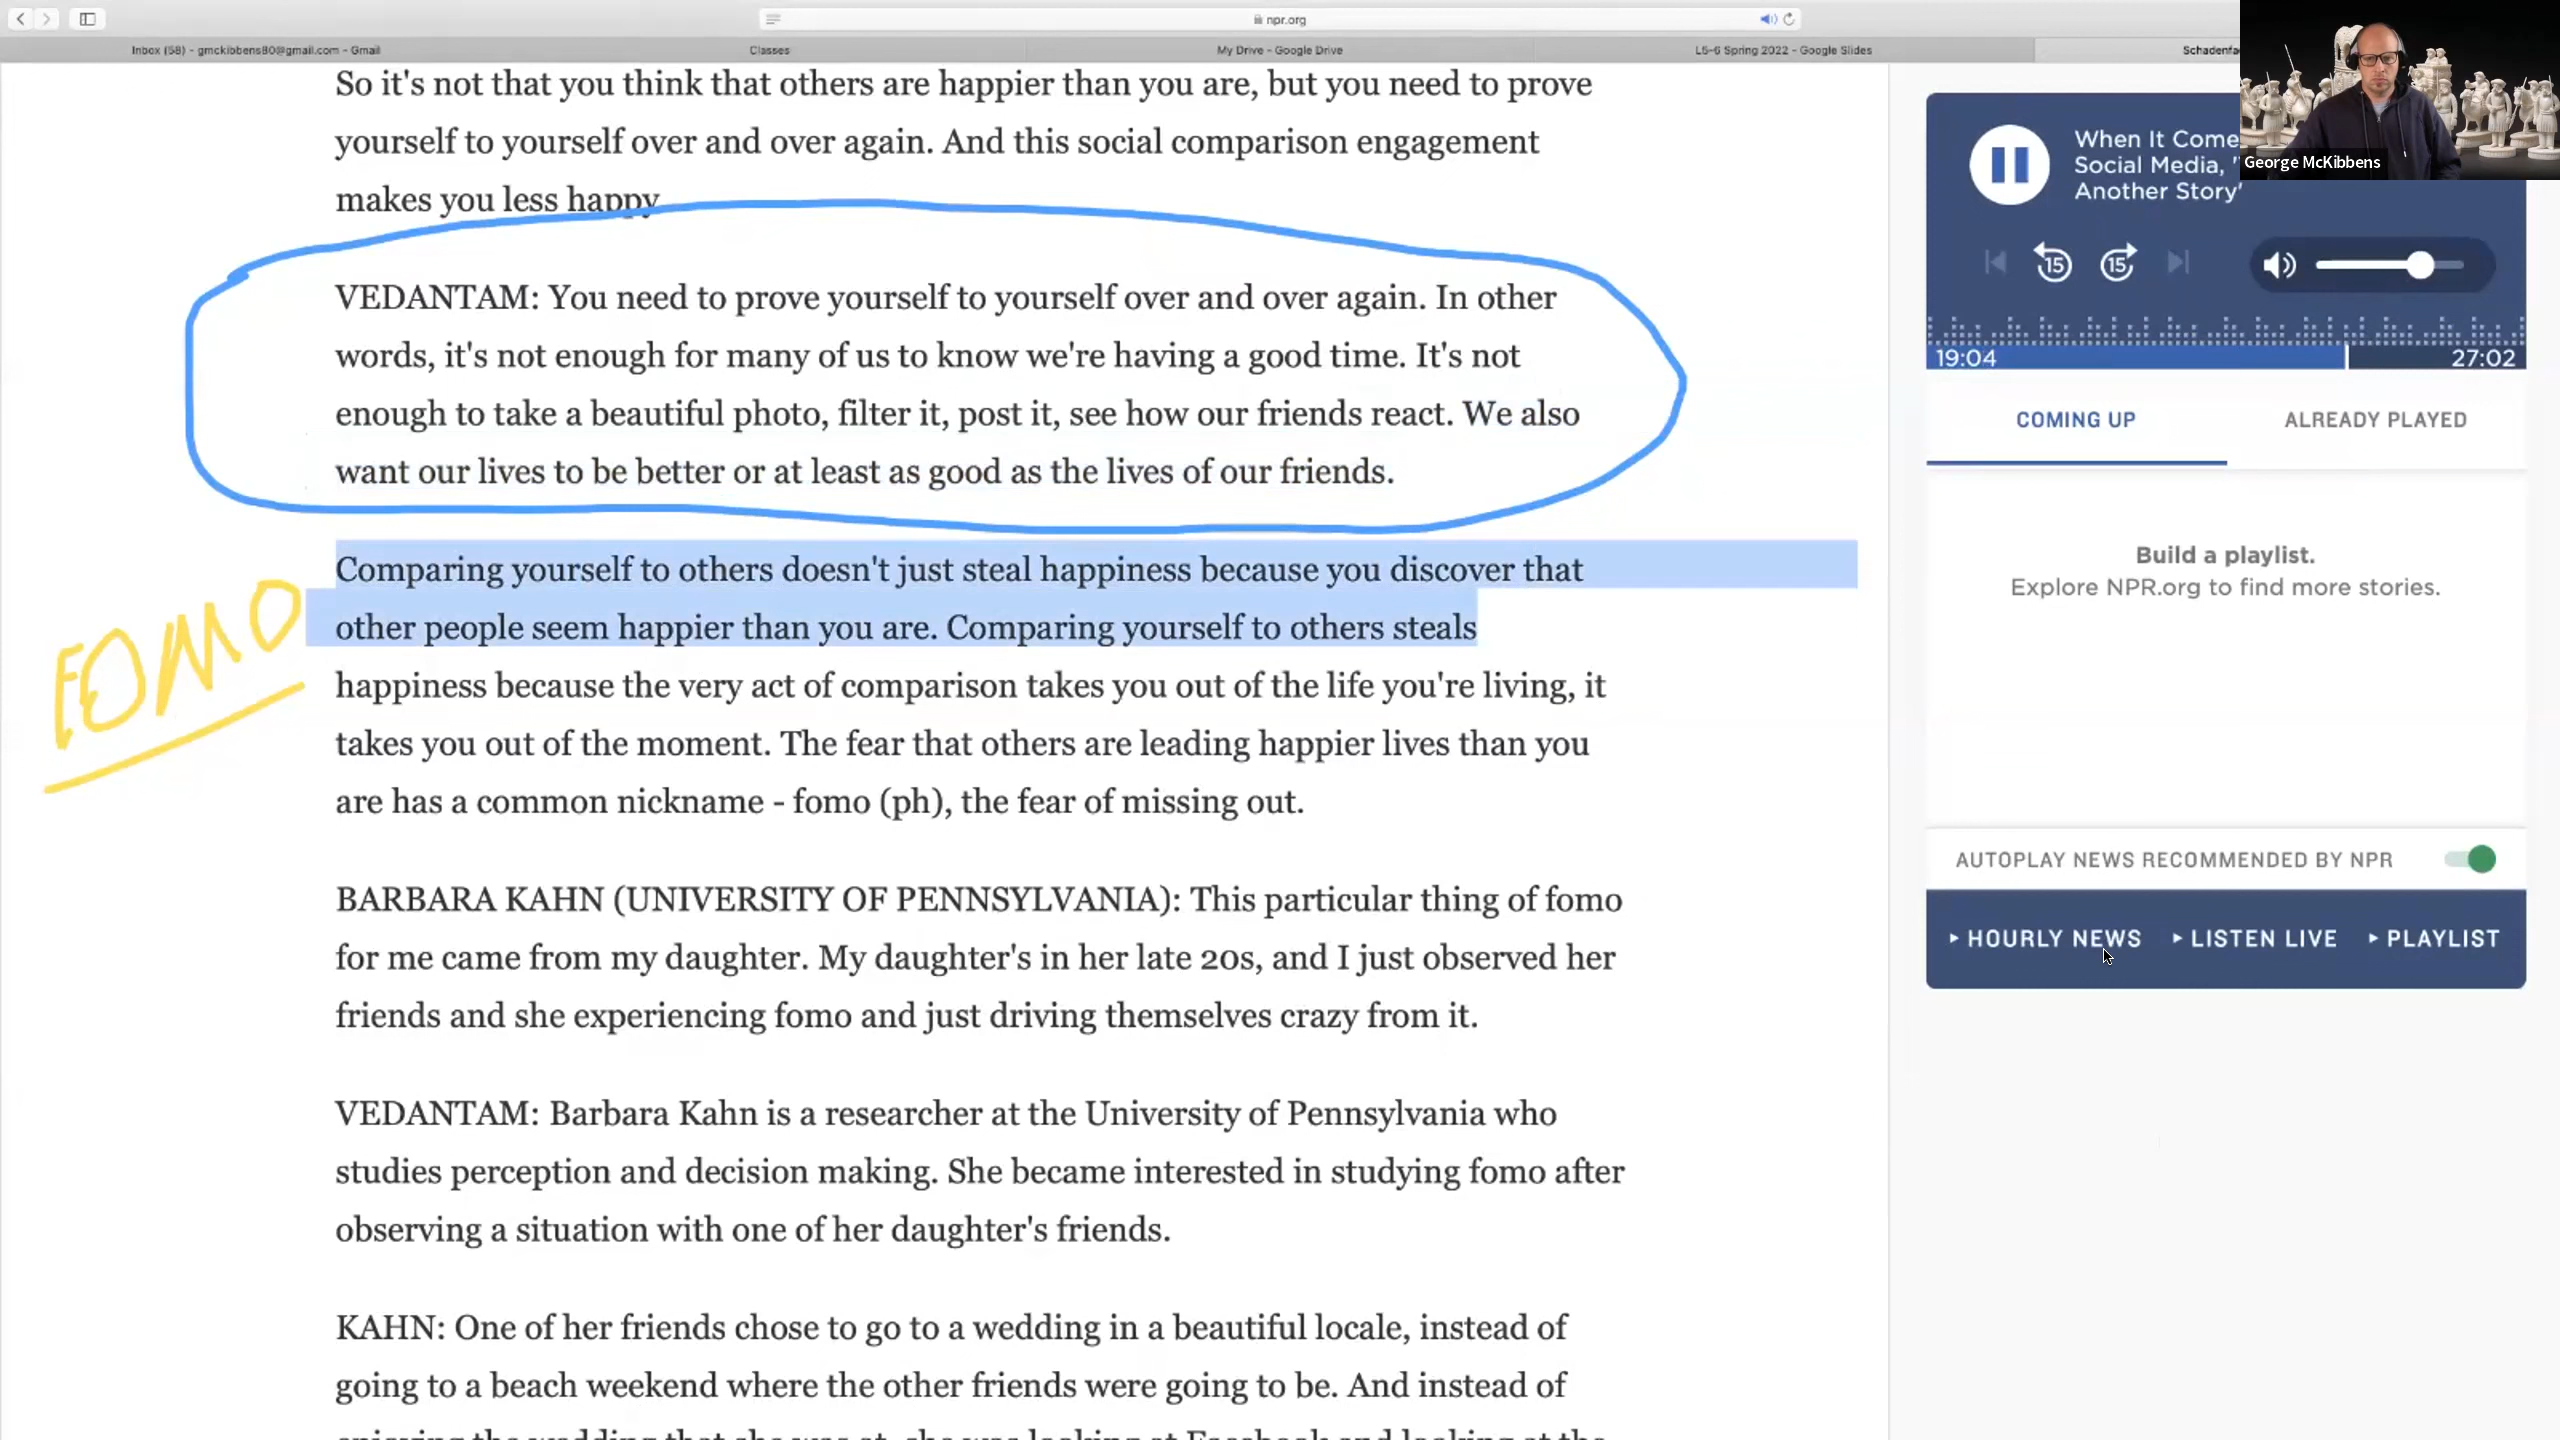 npr.org
Inbox (58) - gmckibbens80@gmail.com - Gmail
Classes
My Drive - Google Drive
L5-6 Spring 2022 - Google Slides
So it's not that you think that others are happier than you are, but you need to prove
yourself to yourself over and over again. And this social comparison engagement
makes you less happy.
VEDANTAM: You need to prove yourself to yourself over and over again. In other
words, it's not enough for many of us to know we're having a good time. It's not
enough to take a beautiful photo, filter it, post it, see how our friends react. We also
want our lives to be better or at least as good as the lives of our friends.
Comparing yourself to others doesn't just steal happiness because you discover that
other people seem happier than you are. Comparing yourself to others steals
happiness because the very act of comparison takes you out of the life you're living, it
takes you out of the moment. The fear that others are leading happier lives than you
are has a common nickname - fomo (ph), the fear of missing out.
FOMO
BARBARA KAHN (UNIVERSITY OF PENNSYLVANIA): This particular thing of fomo
for me came from my daughter. My daughter's in her late 20s, and I just observed her
friends and she experiencing fomo and just driving themselves crazy from it.
VEDANTAM: Barbara Kahn is a researcher at the University of Pennsylvania who
studies perception and decision making. She became interested in studying fomo after
observing a situation with one of her daughter's friends.
KAHN: One of her friends chose to go to a wedding in a beautiful locale, instead of
going to a beach weekend where the other friends were going to be. And instead of
George McKibbens
When It Come
Social Media, '
Another Story'
15
15
19:04
27:02
COMING UP
ALREADY PLAYED
Build a playlist.
Explore NPR.org to find more stories.
AUTOPLAY NEWS RECOMMENDED BY NPR
HOURLY NEWS
LISTEN LIVE
PLAYLIST